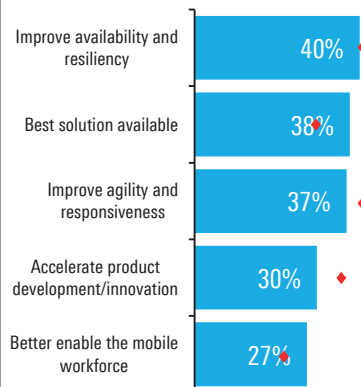 Improve availability and
resiliency
40%
Best solution available
38%
Improve agility and
responsiveness
37%
Accelerate product
development/innovation
30%
Better enable the mobile
workforce
27%